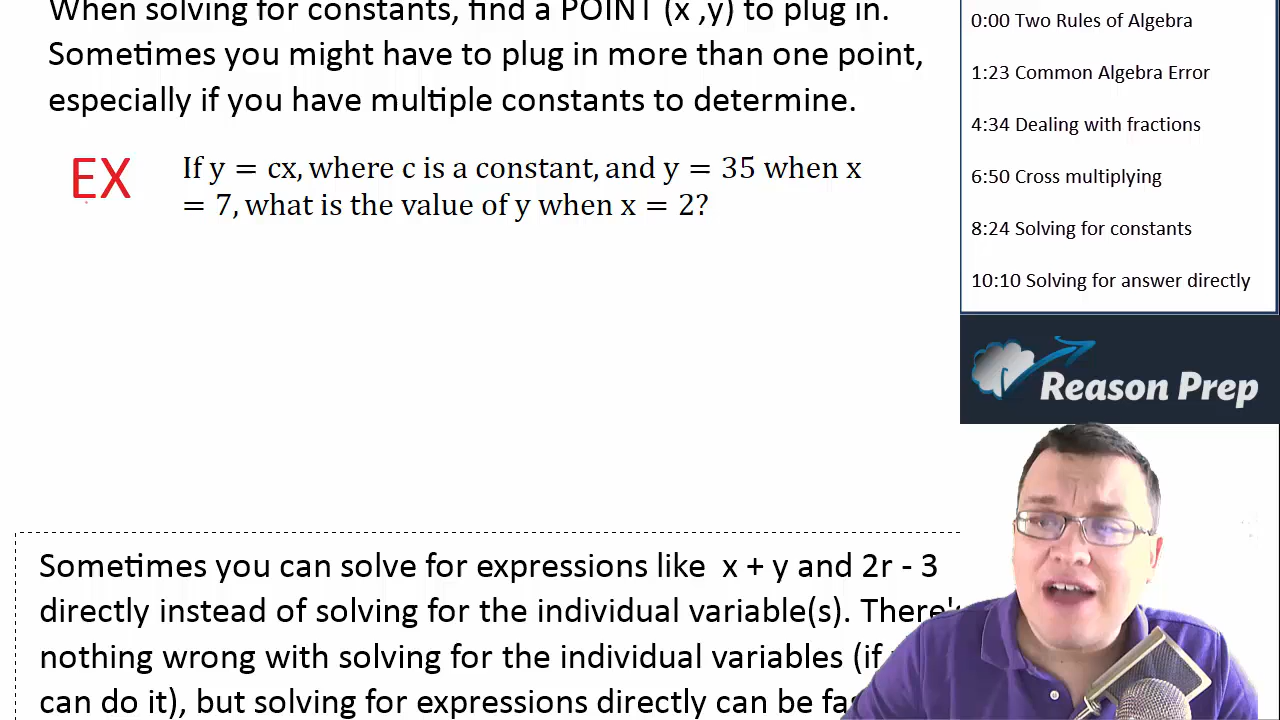 When solving for constants, find a POINT (x ,y) to plug in.
Sometimes you might have to plug in more than one point,
especially if you have multiple constants to determine.
EX
If y = cx, where c is a constant, and y = 35 when x
= 7, what is the value of y when x = 2?
Sometimes you can solve for expressions like x + y and 2r - 3
directly instead of solving for the individual variable(s). There's
nothing wrong with solving for the individual variables (if
can do it), but solving for expressions directly can be
0:00 Two Rules of Algebra
1:23 Common Algebra Error
4:34 Dealing with fractions
6:50 Cross multiplying
8:24 Solving for constants
10:10 Solving for answer directly
Reason Prep